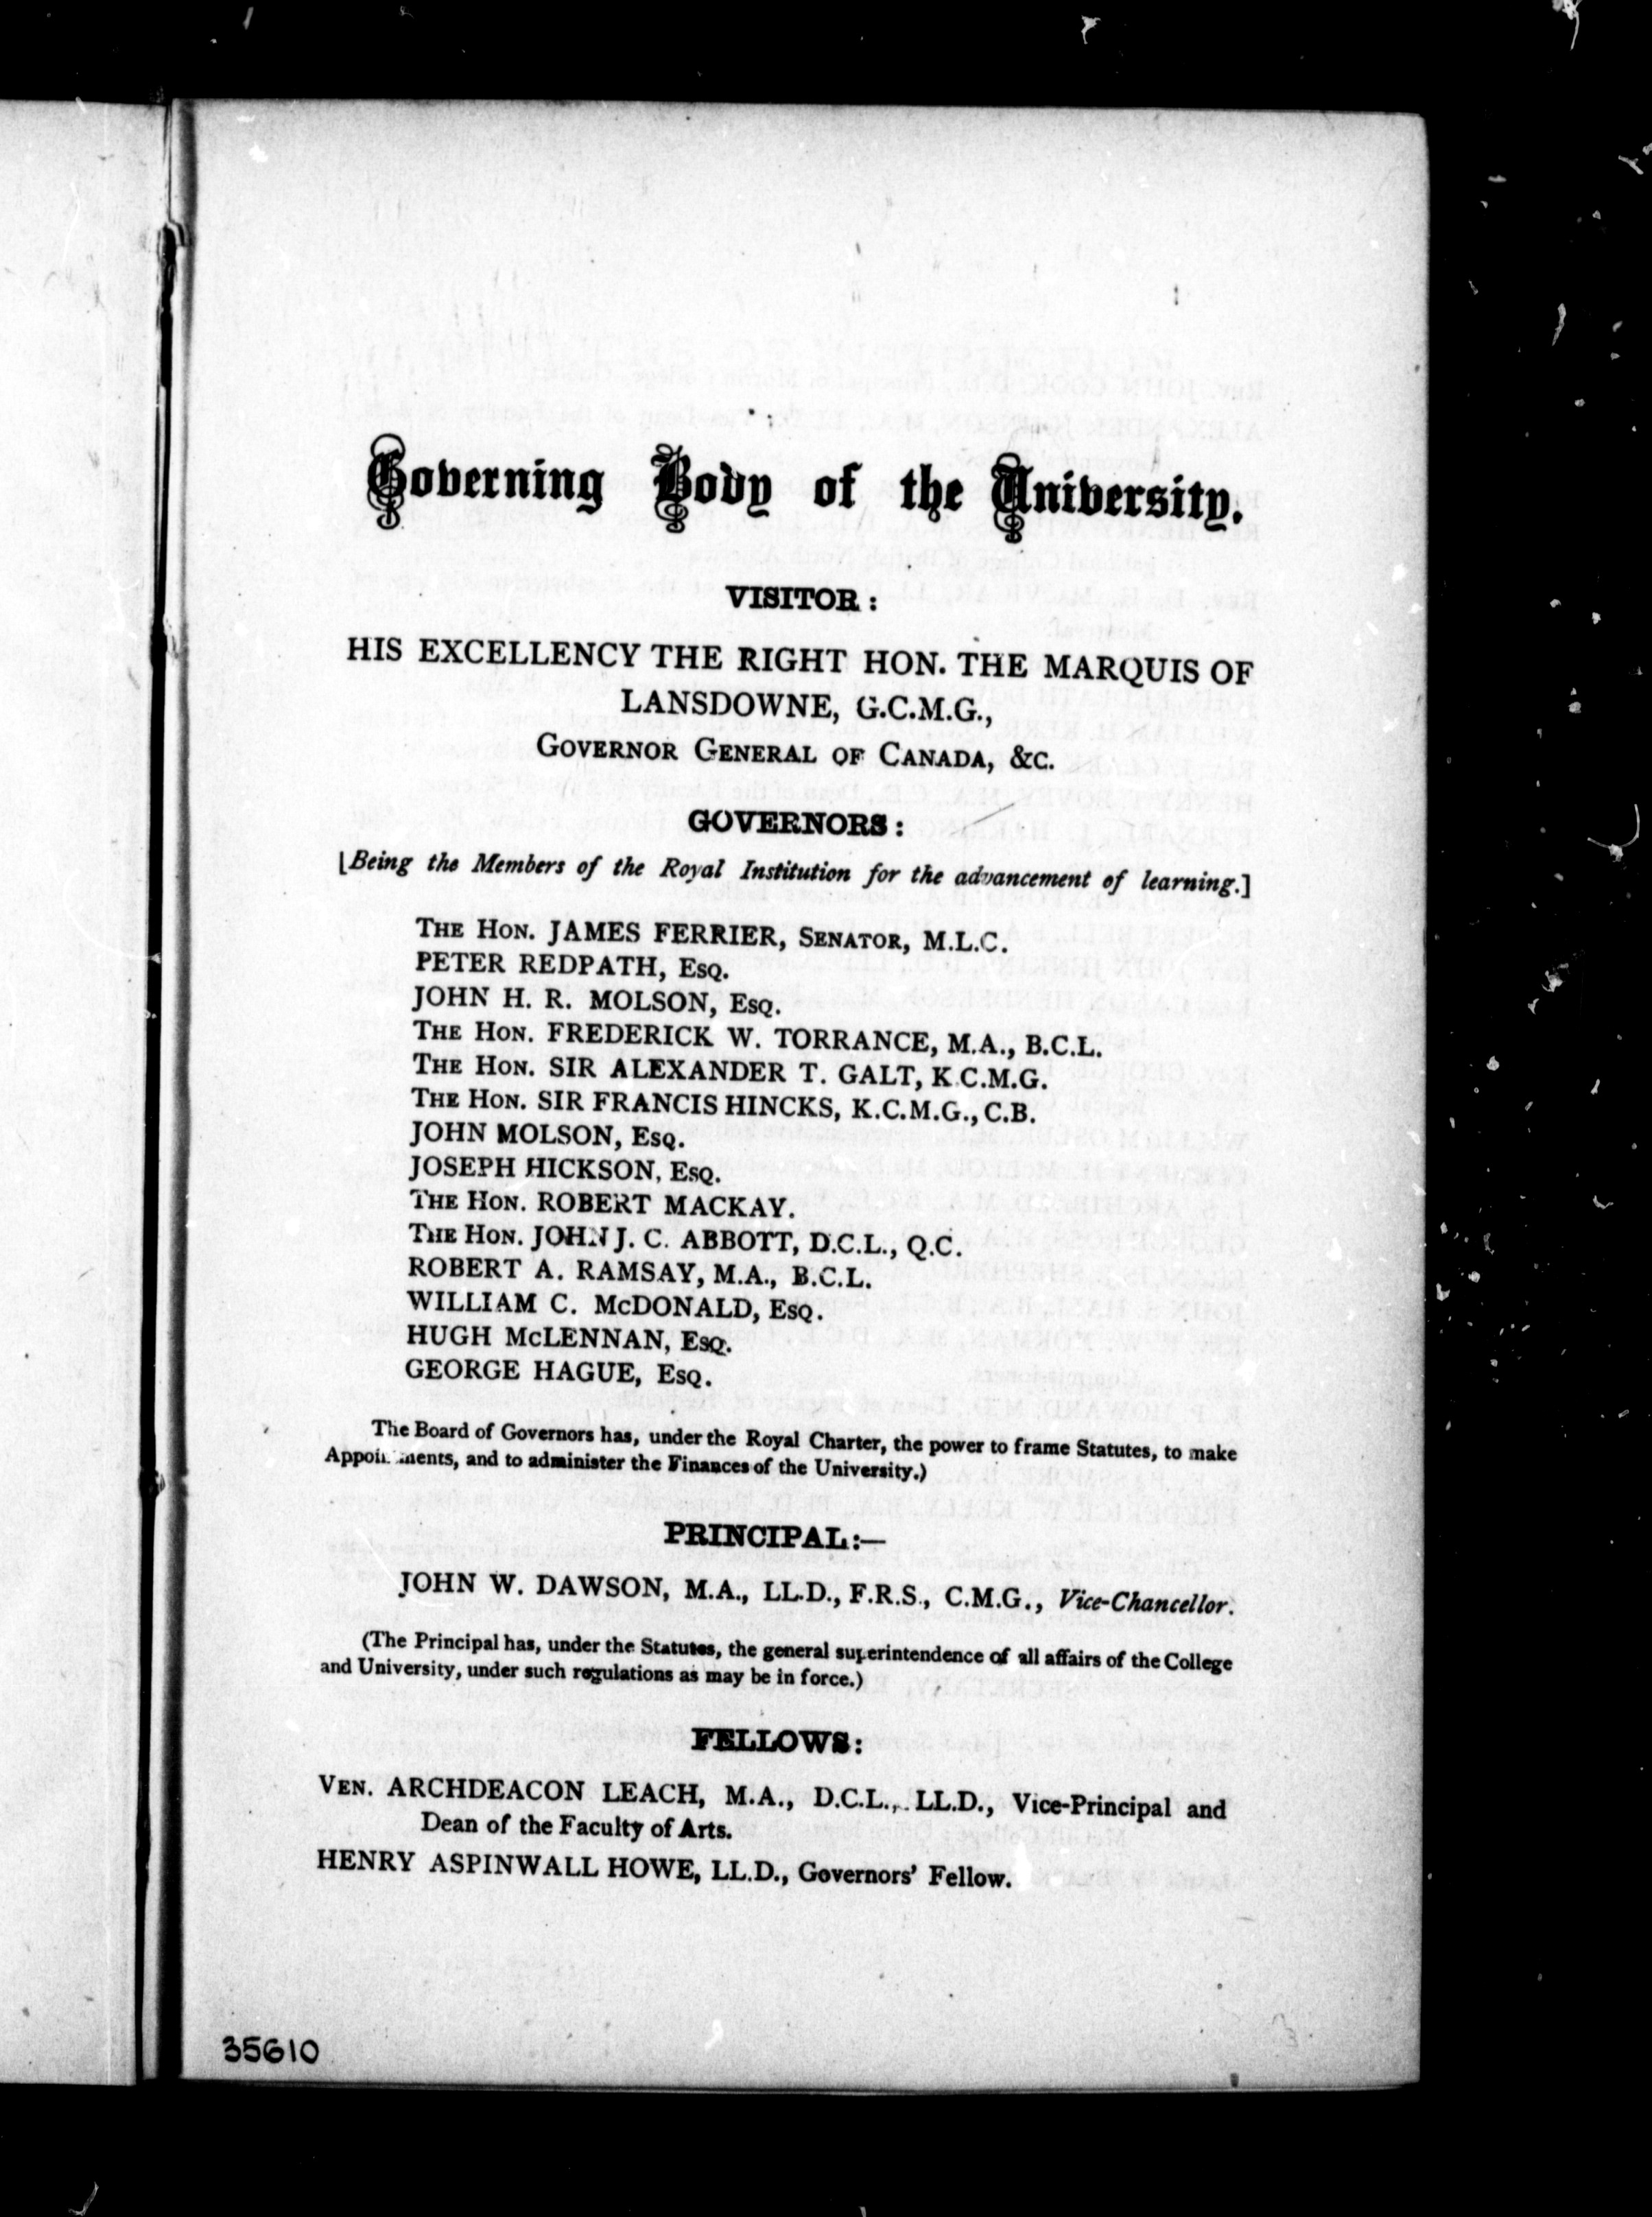 Governing Body of the University.
VISITOR:
HIS EXCELLENCY THE RIGHT HON. THE MARQUIS OF
LANSDOWNE, G.C.M.G.,
GOVERNOR GENERAL OF CANADA, &C.
GOVERNORS:
[Being the Members of the Royal Institution for the advancement of learning.]
THE HON. JAMES FERRIER, SENATOR, M.L.C.
PETER REDPATH, ESQ.
JOHN H. R. MOLSON, ESQ.
THE HON. FREDERICK W. TORRANCE, M.A., B.C.L.
THE HON. SIR ALEXANDER T. GALT, K.C.M.G.
THE HON. SIR FRANCIS HINCKS, K.C.M.G., C.B.
JOHN MOLSON, ESQ.
JOSEPH HICKSON, ESQ.
THE HON. ROBERT MACKAY.
THE HON. JOHN J. C. ABBOTT, D.C.L., Q.C.
ROBERT A. RAMSAY, M.A., B.C.L.
WILLIAM C. McDONALD, ESQ.
HUGH McLENNAN, ESQ.
GEORGE HAGUE, ESQ.
The Board of Governors has, under the Royal Charter, the power to frame Statutes, to make
Appointments, and to administer the Finances of the University.)
PRINCIPAL:—
JOHN W. DAWSON, M.A., LL.D., F.R.S., C.M.G., Vice-Chancellor.
(The Principal has, under the Statutes, the general superintendence of all affairs of the College
and University, under such regulations as may be in force.)
FELLOWS:
VEN. ARCHDEACON LEACH, M.A., D.C.L., LL.D., Vice-Principal and
Dean of the Faculty of Arts.
HENRY ASPINWALL HOWE, LL.D., Governors' Fellow.
35610